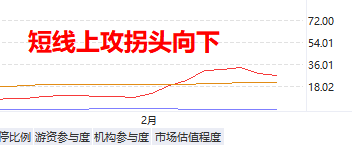 72.00
短线上攻拐头向下
54.01
36.01
18.02
2月
停比例 游资参与度 机构参与度 市场估值程度